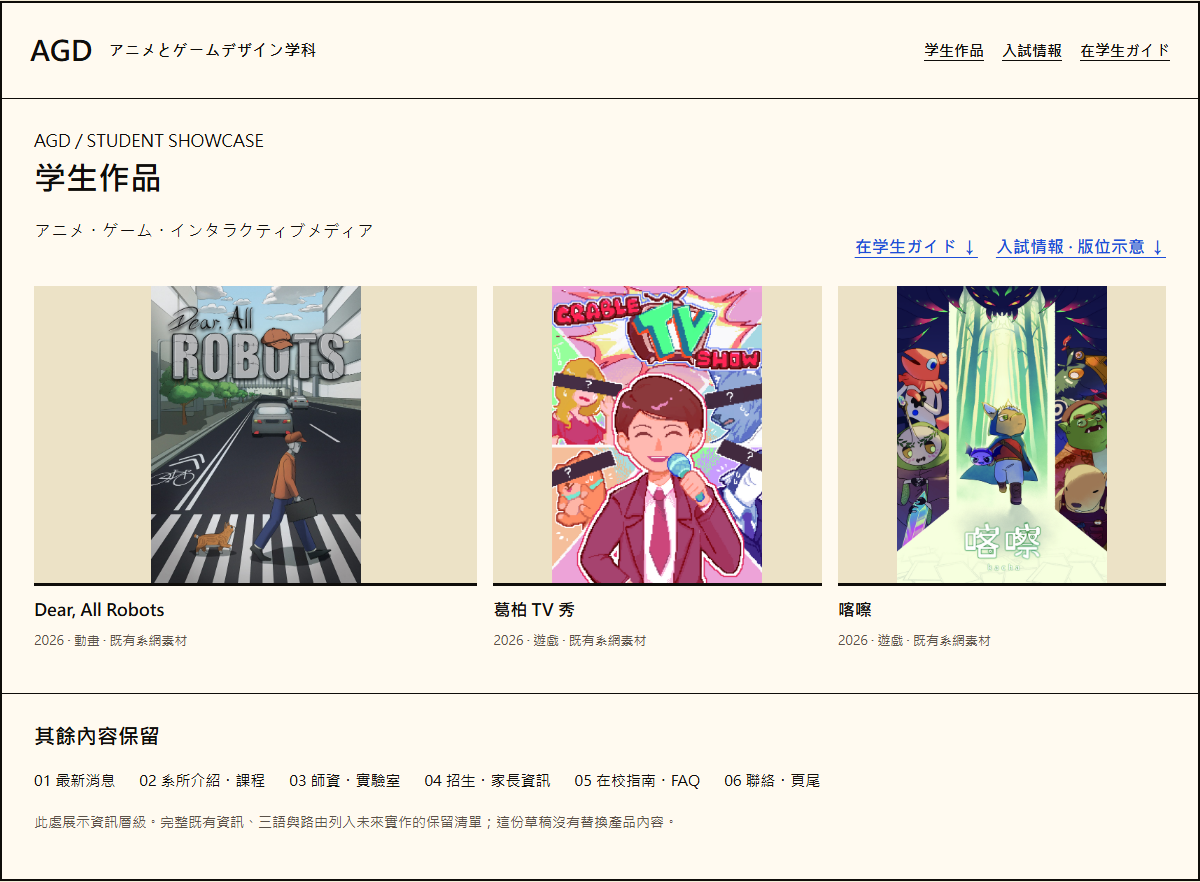 AGD アニメとゲームデザイン学科
学生作品 入試情報 在学生ガイド
AGD / STUDENT SHOWCASE
学生作品
アニメ・ゲーム・インタラクティブメディア
在学生ガイド ↓ 入試情報 · 版位示意 ↓
Dear, All
ROBOTS
GRABLE
TV
SHOW
?
?
?
?
喀嚓
Dear, All Robots
2026 · 動畫 · 既有系網素材
葛柏 TV 秀
2026 · 遊戲 · 既有系網素材
喀嚓
2026 · 遊戲 · 既有系網素材
其餘內容保留
01 最新消息 02 系所介紹・課程 03 師資・實驗室 04 招生・家長資訊 05 在校指南・FAQ 06 聯絡・頁尾
此處展示資訊層級。完整既有資訊、三語與路由列入未來實作的保留清單；這份草稿沒有替換產品內容。